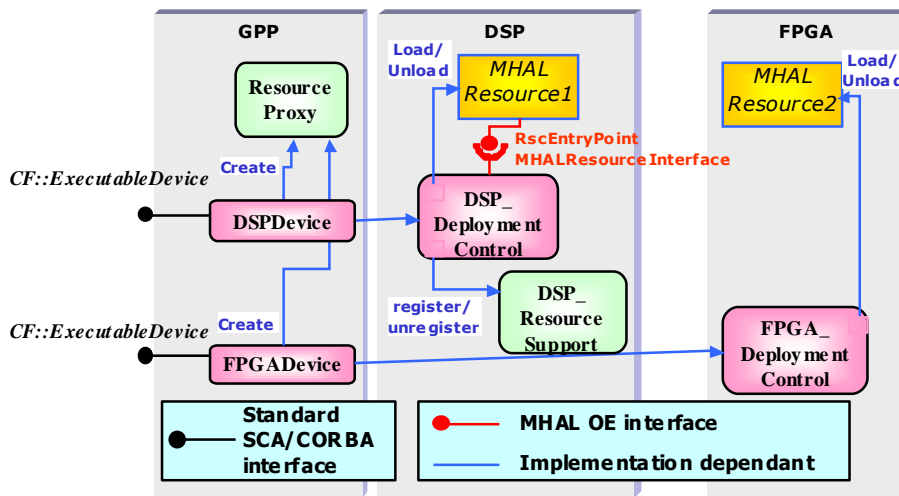 GPP
DSP
FPGA
Load/
Unload
MHAL
Resource1
Load/
Unload
MHAL
Resource2
Resource
Proxy
RscEntryPoint
MHALResource Interface
Create
CF::ExecutableDevice
DSPDevice
DSP_
Deployment
Control
register/
unregister
DSP_
Resource
Support
CF::ExecutableDevice
Create
FPGADevice
FPGA_
Deployment
Control
Standard
SCA/CORBA
interface
MHAL OE interface
Implementation dependant